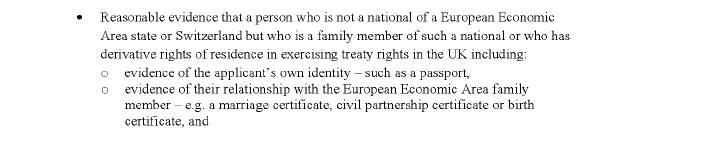 • Reasonable evidence that a person who is not a national of a European Economic
Area state or Switzerland but who is a family member of such a national or who has
derivative rights of residence in exercising treaty rights in the UK including:
o evidence of the applicant's own identity – such as a passport,
o evidence of their relationship with the European Economic Area family
member – e.g. a marriage certificate, civil partnership certificate or birth
certificate, and